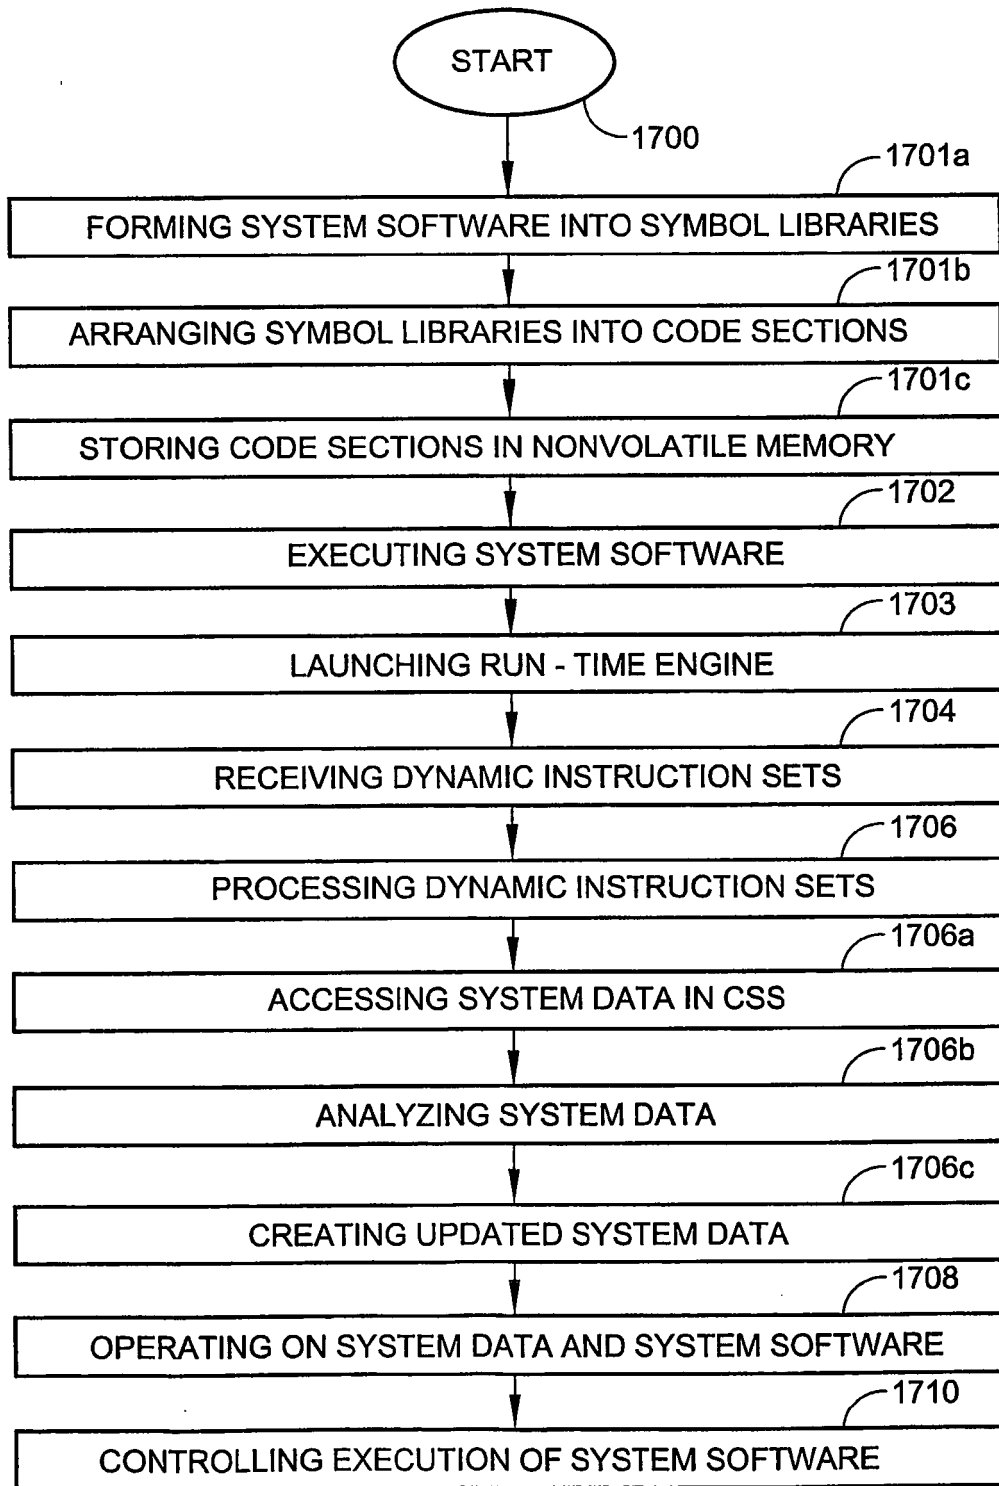 START
1700
1701a
FORMING SYSTEM SOFTWARE INTO SYMBOL LIBRARIES
1701b
ARRANGING SYMBOL LIBRARIES INTO CODE SECTIONS
1701c
STORING CODE SECTIONS IN NONVOLATILE MEMORY
1702
EXECUTING SYSTEM SOFTWARE
1703
LAUNCHING RUN - TIME ENGINE
1704
RECEIVING DYNAMIC INSTRUCTION SETS
1706
PROCESSING DYNAMIC INSTRUCTION SETS
1706a
ACCESSING SYSTEM DATA IN CSS
1706b
ANALYZING SYSTEM DATA
1706c
CREATING UPDATED SYSTEM DATA
1708
OPERATING ON SYSTEM DATA AND SYSTEM SOFTWARE
1710
CONTROLLING EXECUTION OF SYSTEM SOFTWARE